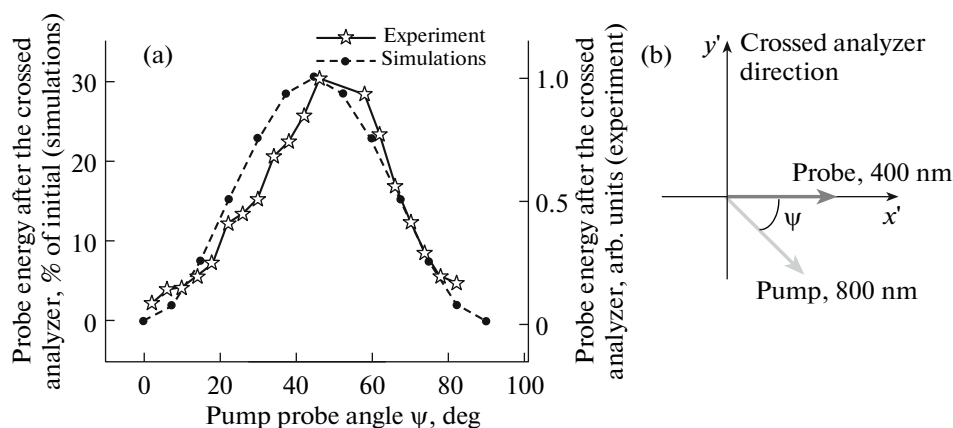 (a)
Experiment
Simulations
Probe energy after the crossed
analyzer, % of initial (simulations)
30
20
10
0
0
20
40
60
80
100
Pump probe angle ψ, deg
1.0
0.5
0
Probe energy after the crossed
analyzer, arb. units (experiment)
(b)
y'
Crossed analyzer
direction
Probe, 400 nm
x'
ψ
Pump, 800 nm